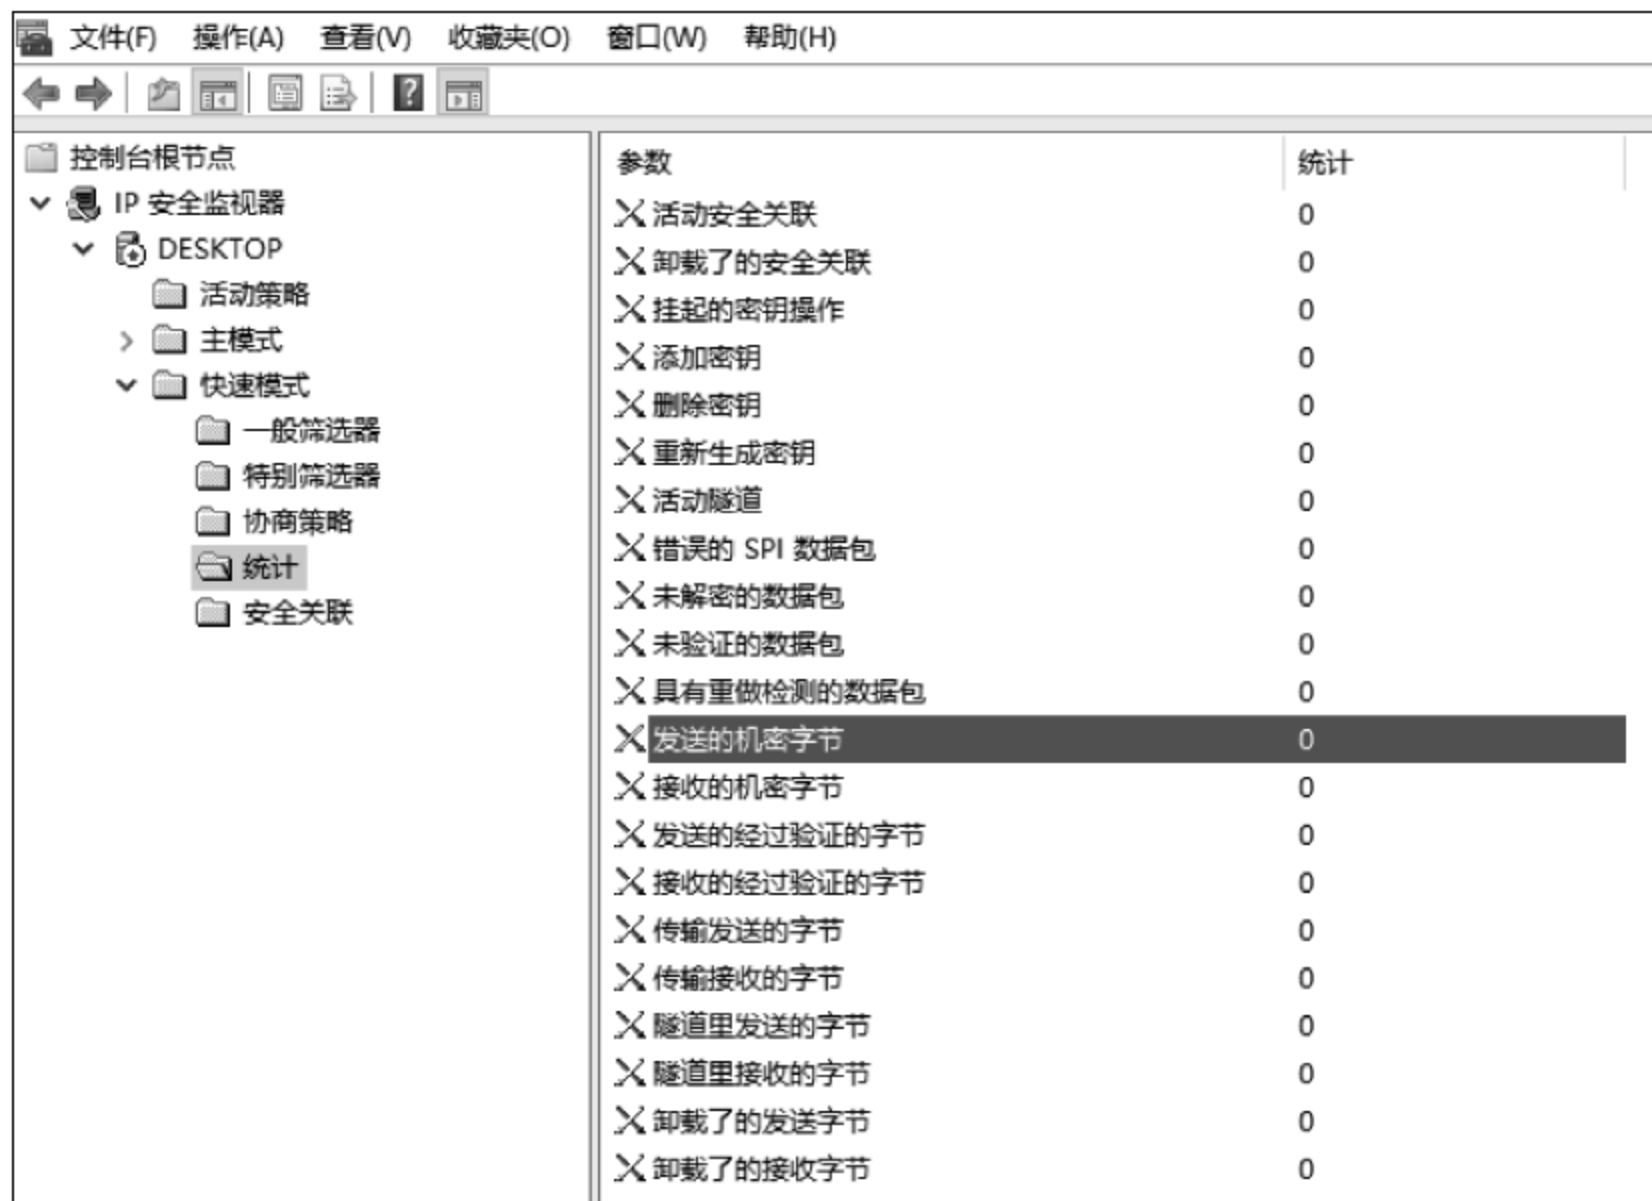 文件(F) 操作(A) 查看(V) 收藏夹(O) 窗口(W) 帮助(H)
控制台根节点
IP 安全监视器
DESKTOP
活动策略
主模式
快速模式
一般筛选器
特别筛选器
协商策略
统计
安全关联
参数 统计
活动安全关联 0
卸载了的安全关联 0
挂起的密钥操作 0
添加密钥 0
删除密钥 0
重新生成密钥 0
活动隧道 0
错误的 SPI 数据包 0
未解密的数据包 0
未验证的数据包 0
具有重做检测的数据包 0
发送的机密字节 0
接收的机密字节 0
发送的经过验证的字节 0
接收的经过验证的字节 0
传输发送的字节 0
传输接收的字节 0
隧道里发送的字节 0
隧道里接收的字节 0
卸载了的发送字节 0
卸载了的接收字节 0